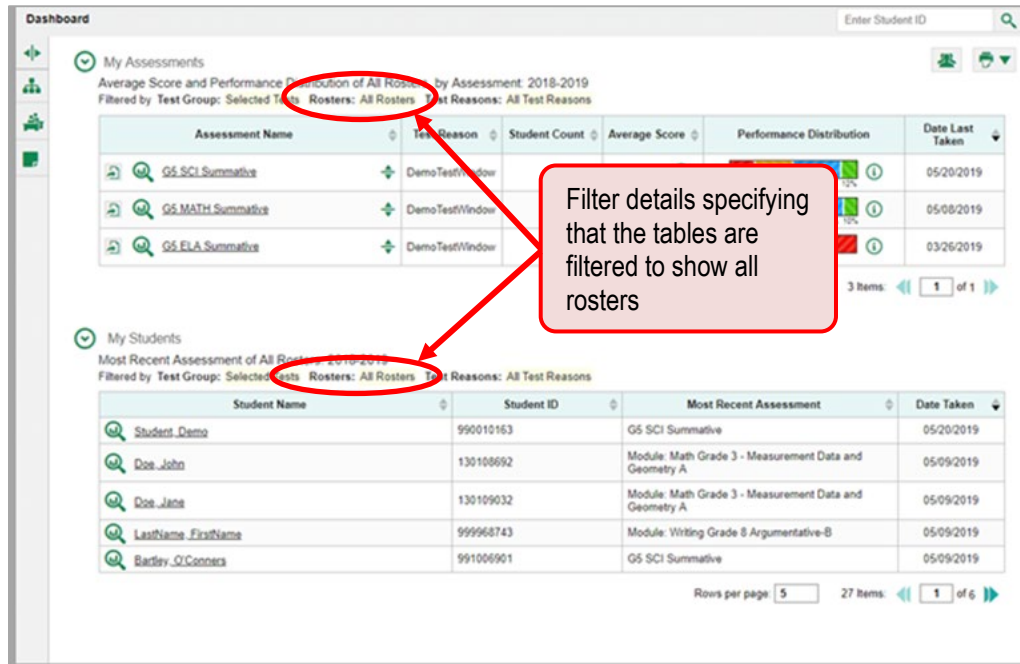 Dashboard
Enter Student ID
My Assessments
Average Score and Performance Distribution of All Rosters, by Assessment: 2018-2019
Filtered by Test Group: Selected Tests Rosters: All Rosters Test Reasons: All Test Reasons
Assessment Name Test Reason Student Count Average Score Performance Distribution Date Last Taken
G5 SCI Summative DemoTestWindow 12% 05/20/2019
G5 MATH Summative DemoTestWindow 10% 05/08/2019
G5 ELA Summative DemoTestWindow 03/26/2019
Filter details specifying
that the tables are
filtered to show all
rosters
3 Items: 1 of 1
My Students
Most Recent Assessment of All Rosters: 2018-2019
Filtered by Test Group: Selected Tests Rosters: All Rosters Test Reasons: All Test Reasons
Student Name Student ID Most Recent Assessment Date Taken
Student, Demo 990010163 G5 SCI Summative 05/20/2019
Doe, John 130108692 Module: Math Grade 3 - Measurement Data and
Geometry A 05/09/2019
Doe, Jane 130109032 Module: Math Grade 3 - Measurement Data and
Geometry A 05/09/2019
LastName, FirstName 999968743 Module: Writing Grade 8 Argumentative-B 05/09/2019
Bartley, O'Conners 991006901 G5 SCI Summative 05/09/2019
Rows per page: 5 27 Items: 1 of 6